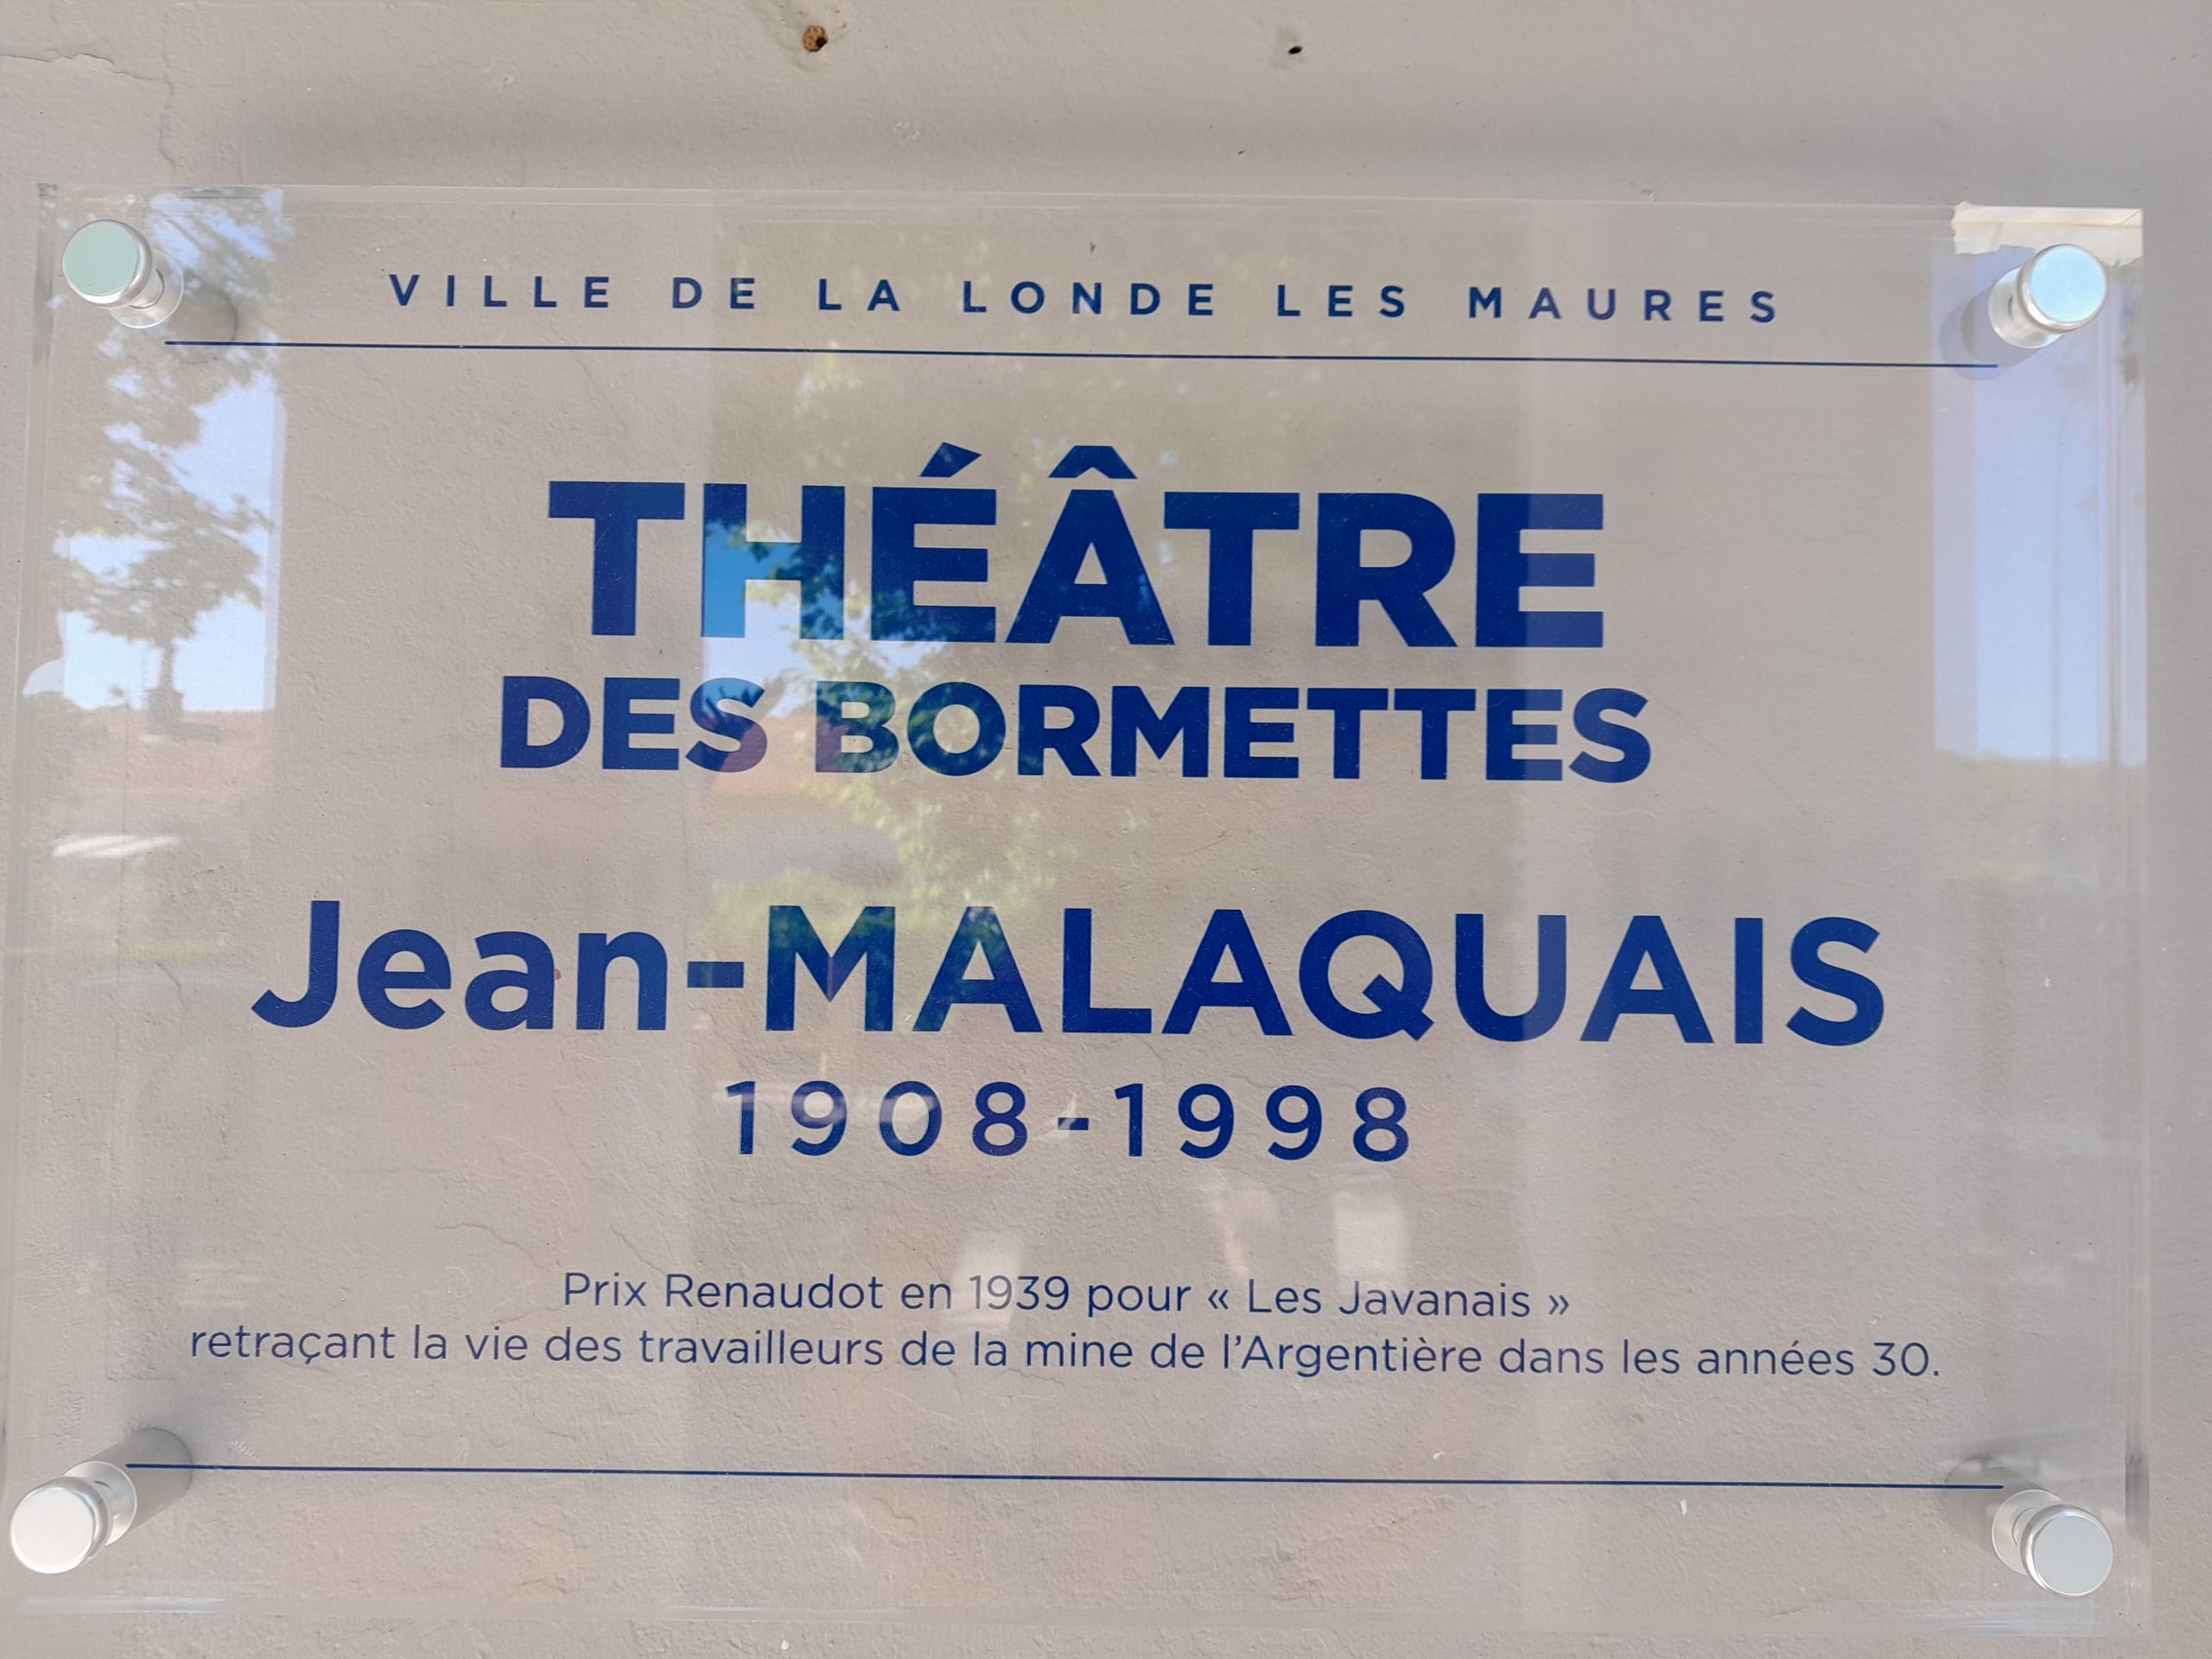 VILLE DE LA LONDE LES MAURES
THÉÂTRE
DES BORMETTES
Jean-MALAQUAIS
1908-1998
Prix Renaudot en 1939 pour « Les Javanais »
retraçant la vie des travailleurs de la mine de l’Argentière dans les années 30.